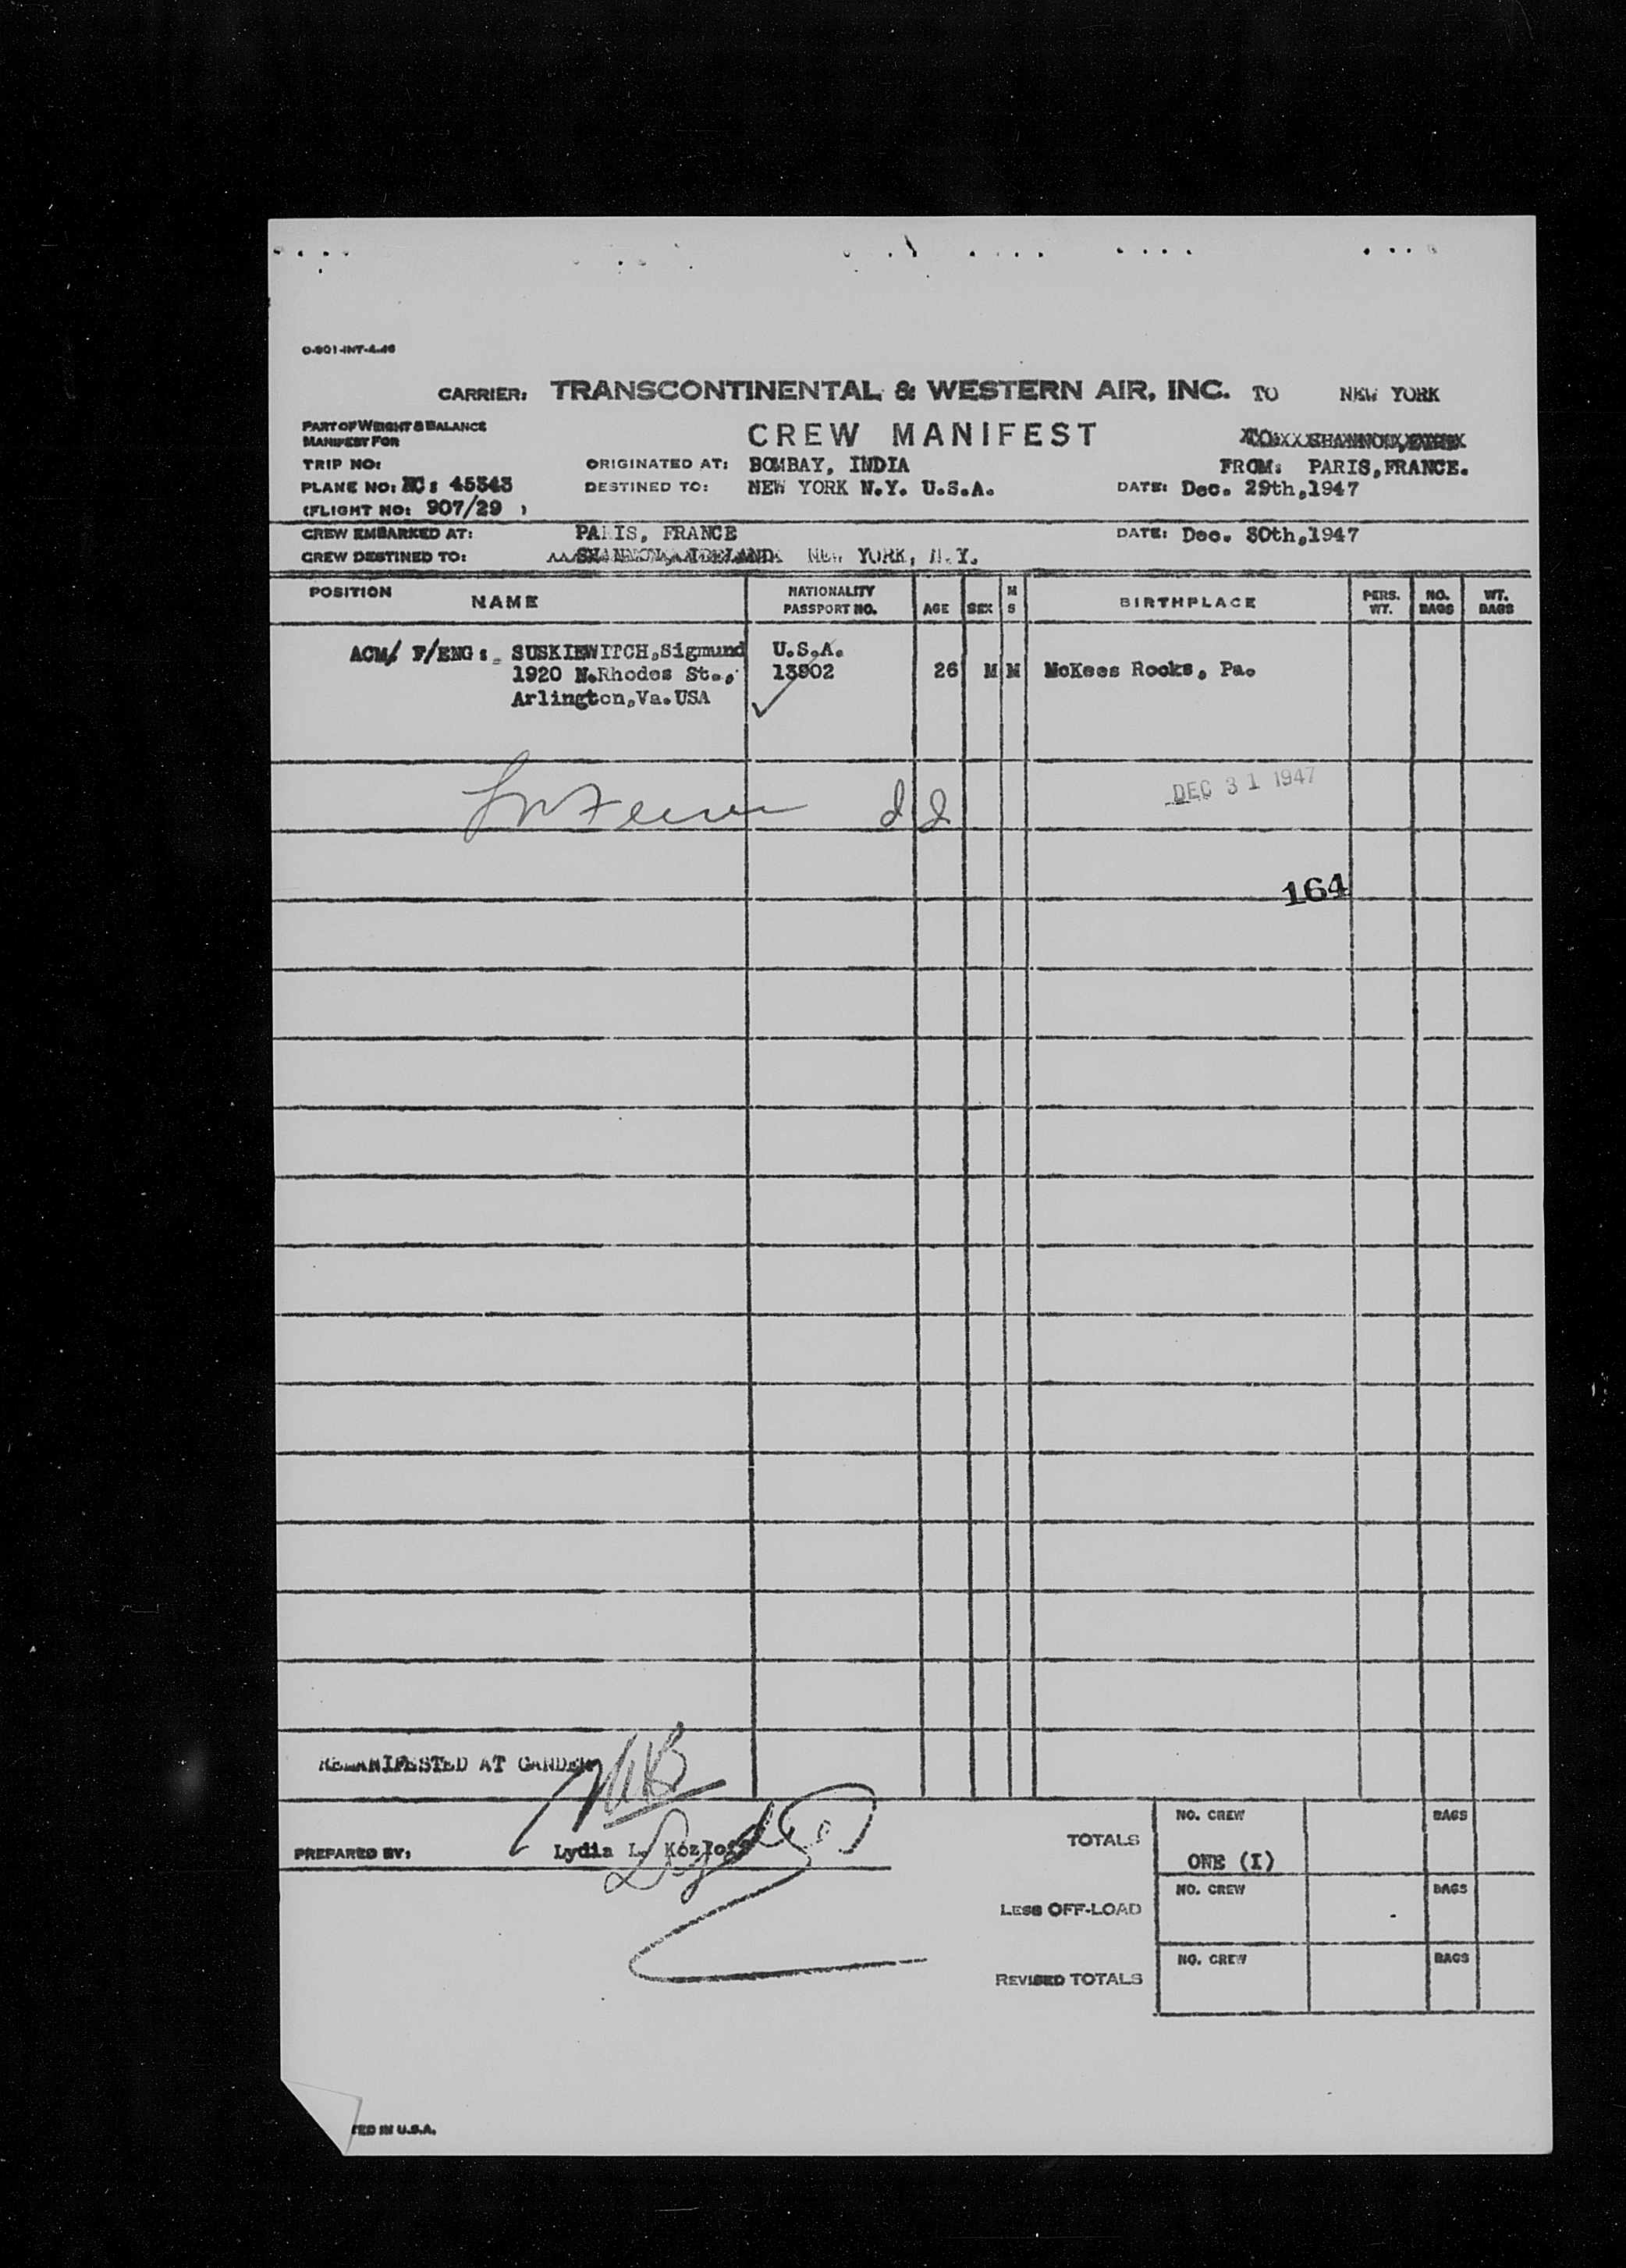 O-901-INT-4-46
CARRIER: TRANSCONTINENTAL & WESTERN AIR, INC. TO NEW YORK
PART OF WEIGHT & BALANCE
MANIFEST FOR
CREW MANIFEST
TRIP NO: ORIGINATED AT: BOMBAY, INDIA FROM: PARIS,FRANCE.
PLANE NO: NC: 45343 DESTINED TO: NEW YORK N.Y. U.S.A. DATE: Dec. 29th,1947
(FLIGHT NO: 907/29 )
CREW EMBARKED AT: PARIS, FRANCE DATE: Dec. 30th,1947
CREW DESTINED TO: SHANNON, IRELAND NEW YORK, N.Y.
POSITION NAME NATIONALITY PASSPORT NO. AGE SEX M S BIRTHPLACE PERS. WT. NO. BAGS WT. BAGS
ACM/ F/ENG: SUSKIEWITCH,Sigmund U.S.A.
1920 N.Rhodes St., 13902 26 M M McKees Rocks, Pa.
Arlington,Va.USA
DEC 31 1947
164
REMANIFESTED AT GANDER
PREPARED BY: Lydia L. Kozloff
TOTALS NO. CREW BAGS
ONE (I)
LESS OFF-LOAD NO. CREW BAGS
REVISED TOTALS NO. CREW BAGS
TED IN U.S.A.